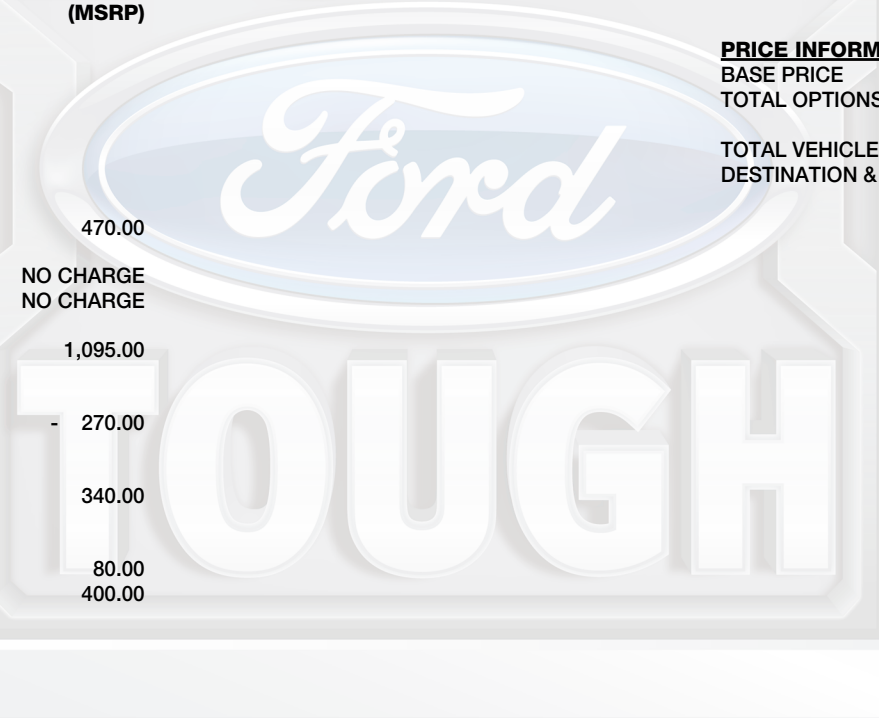 (MSRP)
470.00
NO CHARGE
NO CHARGE
1,095.00
- 270.00
340.00
80.00
400.00
PRICE INFORM
BASE PRICE
TOTAL OPTIONS
TOTAL VEHICLE
DESTINATION &
Ford
TOUGH